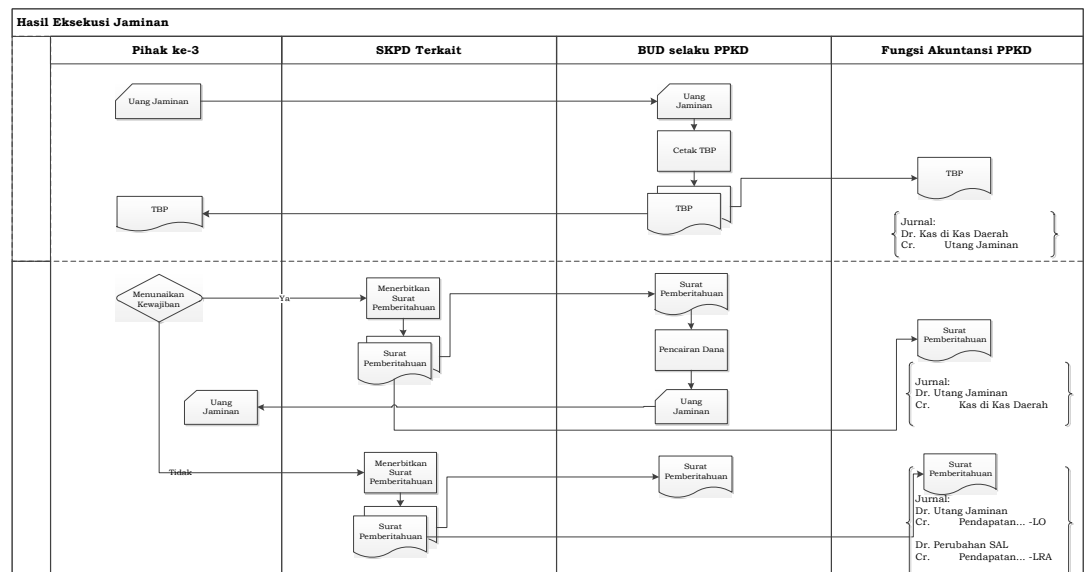 Hasil Eksekusi Jaminan
Pihak ke-3
SKPD Terkait
BUD selaku PPKD
Fungsi Akuntansi PPKD
Uang Jaminan
Uang
Jaminan
Cetak TBP
TBP
TBP
TBP
Jurnal:
Dr. Kas di Kas Daerah
Cr. Utang Jaminan
Menunaikan
Kewajiban
Ya
Menerbitkan
Surat
Pemberitahuan
Surat
Pemberitahuan
Surat
Pemberitahuan
Pencairan Dana
Surat
Pemberitahuan
Uang
Jaminan
Uang
Jaminan
Jurnal:
Dr. Utang Jaminan
Cr. Kas di Kas Daerah
Tidak
Menerbitkan
Surat
Pemberitahuan
Surat
Pemberitahuan
Surat
Pemberitahuan
Surat
Pemberitahuan
Jurnal:
Dr. Utang Jaminan
Cr. Pendapatan... -LO
Dr. Perubahan SAL
Cr. Pendapatan... -LRA